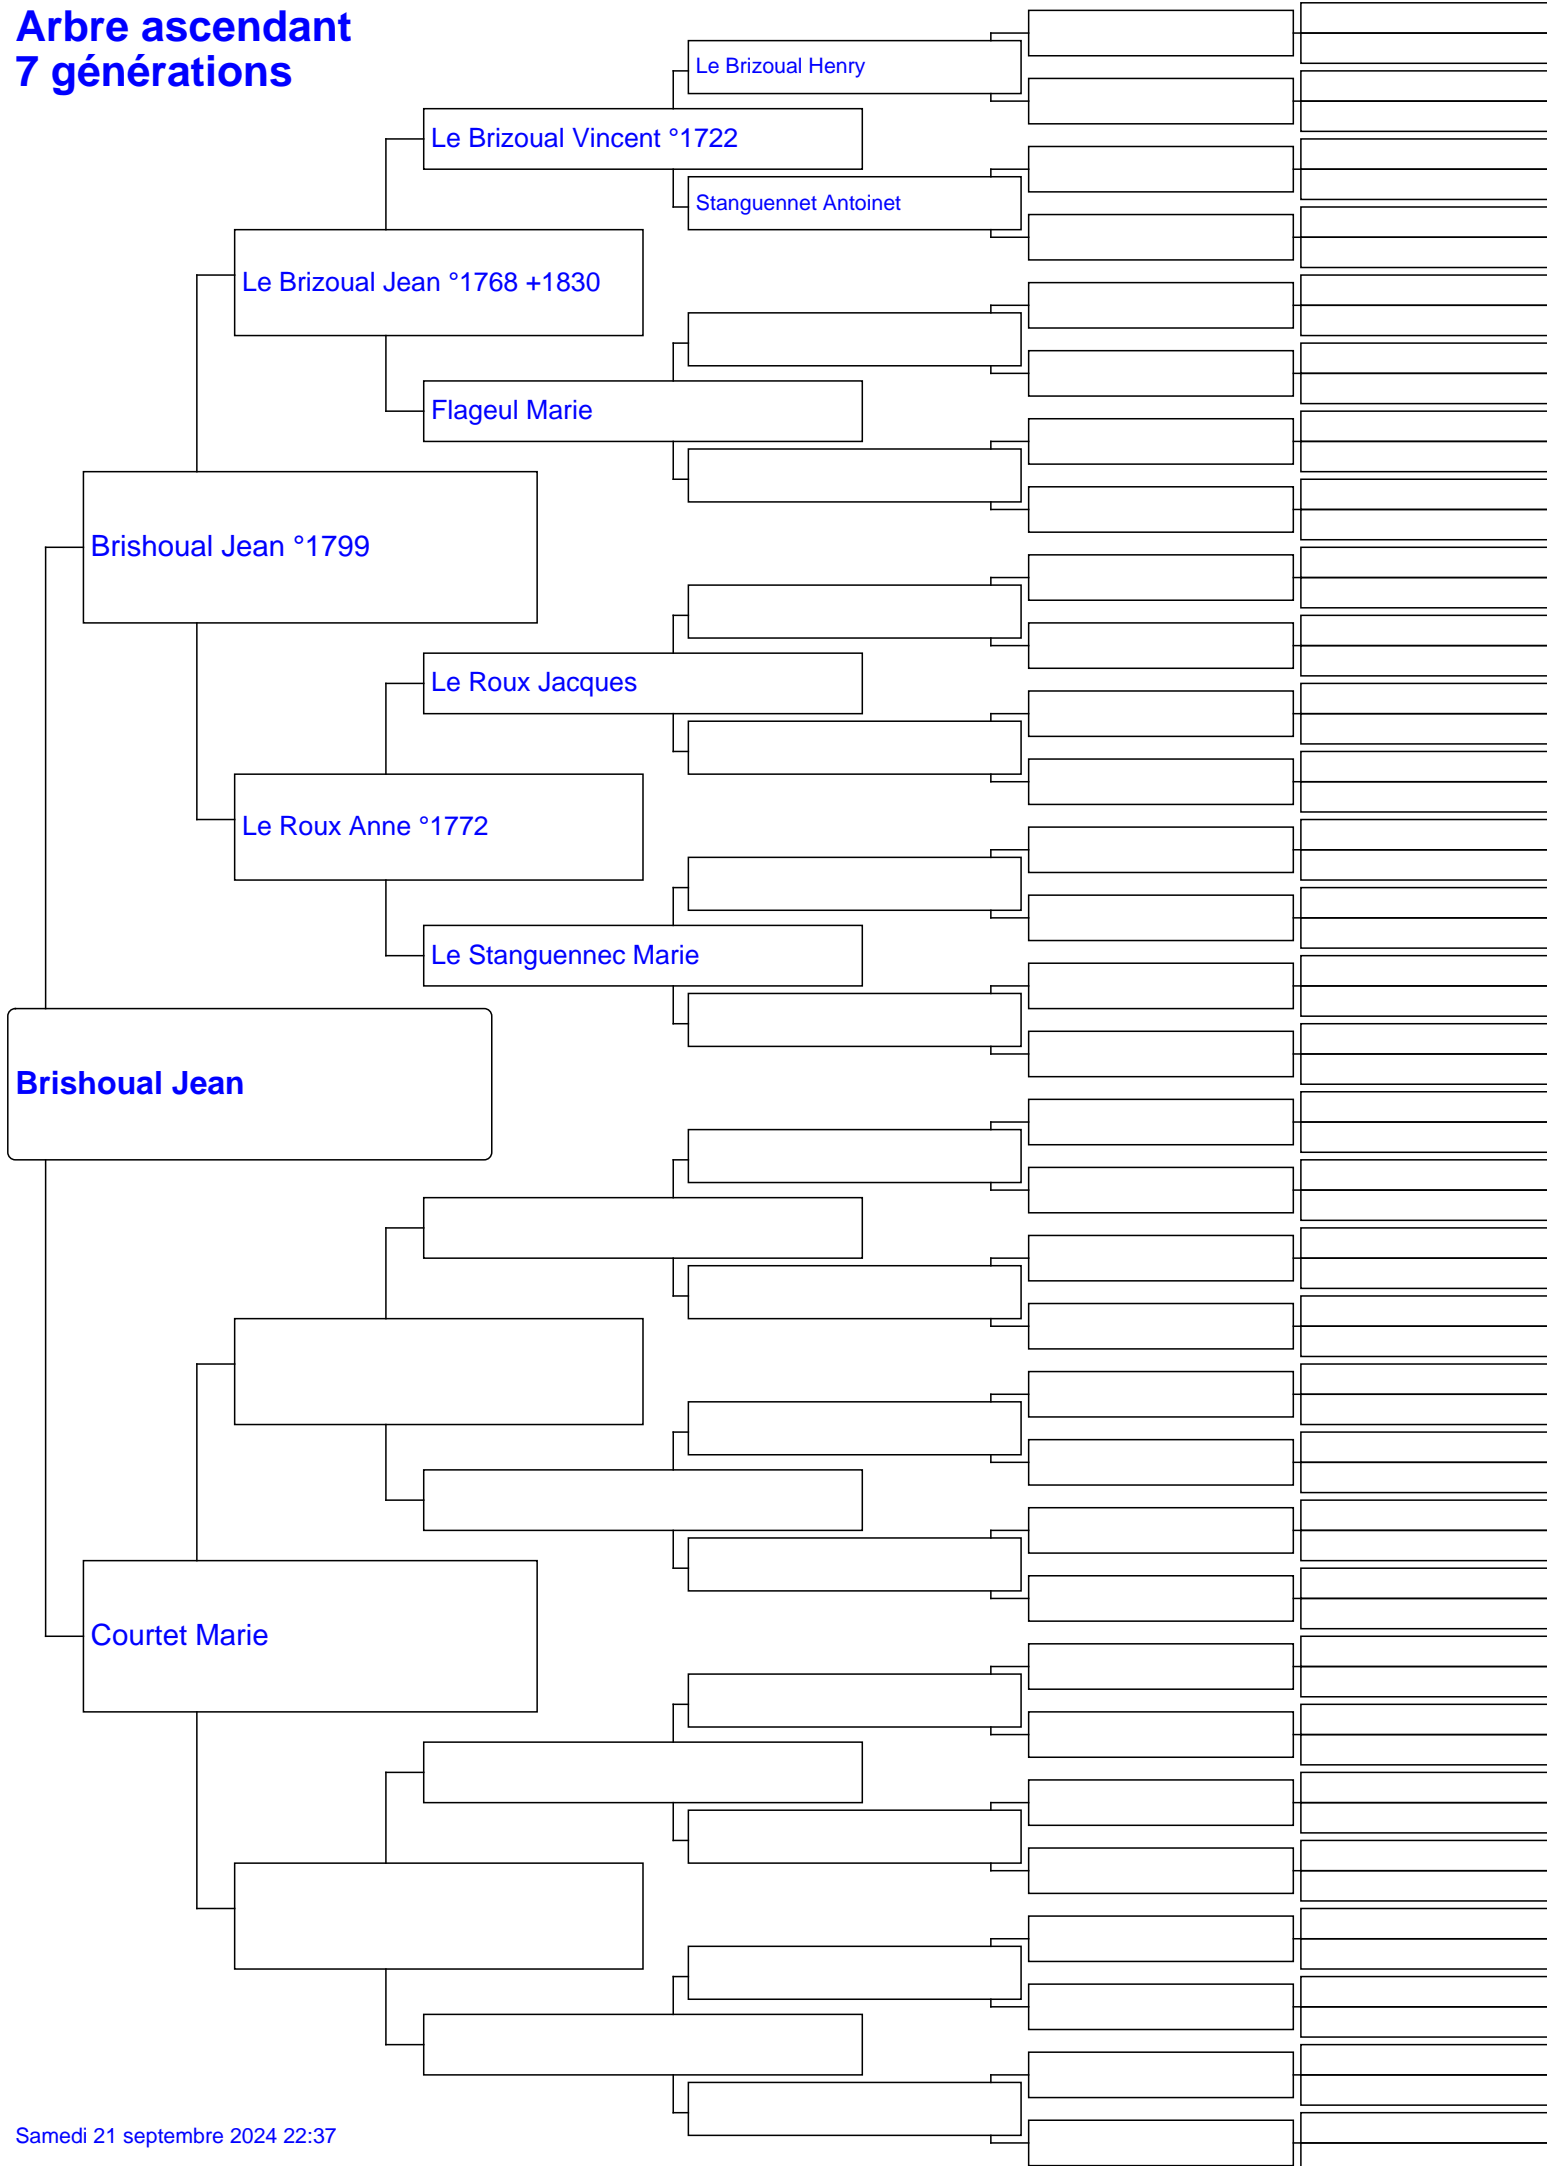 Arbre ascendant
7 générations
Le Brizoual Henry
Le Brizoual Vincent °1722
Stanguennet Antoinet
Le Brizoual Jean °1768 +1830
Flageul Marie
Brishoual Jean °1799
Le Roux Jacques
Le Roux Anne °1772
Le Stanguennec Marie
Brishoual Jean
Courtet Marie
Samedi 21 septembre 2024 22:37